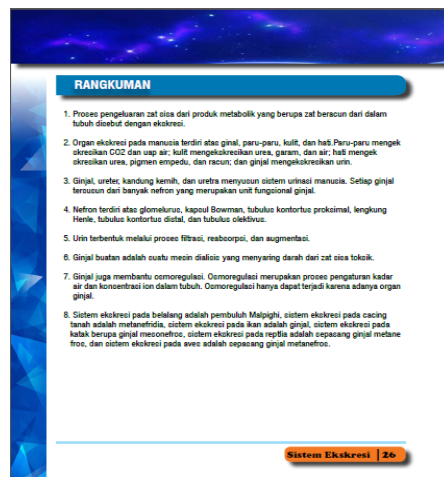 RANGKUMAN
1. Proses pengeluaran zat sisa dari produk metabolik yang berupa zat beracun dari dalam
tubuh disebut dengan ekskresi.
2. Organ ekskresi pada manusia terdiri atas ginal, paru-paru, kulit, dan hati.Paru-paru mengek
skresikan CO2 dan uap air; kulit mengekskresikan urea, garam, dan air; hati mengek
skresikan urea, pigmen empedu, dan racun; dan ginjal mengekskresikan urin.
3. Ginjal, ureter, kandung kemih, dan uretra menyusun sistem urinasi manusia. Setiap ginjal
tersusun dari banyak nefron yang merupakan unit fungsional ginjal.
4. Nefron terdiri atas glomelurus, kapsul Bowman, tubulus kontortus proksimal, lengkung
Henle, tubulus kontortus distal, dan tubulus olektivus.
5. Urin terbentuk melalui proses filtrasi, reabsorpsi, dan augmentasi.
6. Ginjal buatan adalah suatu mesin dialisis yang menyaring darah dari zat sisa toksik.
7. Ginjal juga membantu osmoregulasi. Osmoregulasi merupakan proses pengaturan kadar
air dan konsentrasi ion dalam tubuh. Osmoregulasi hanya dapat terjadi karena adanya organ
ginjal.
8. Sistem ekskresi pada belalang adalah pembuluh Malpighi, sistem ekskresi pada cacing
tanah adalah metanefridia, sistem ekskresi pada ikan adalah ginjal, sistem ekskresi pada
katak berupa ginjal mesonefros, sistem ekskresi pada reptlia adalah sepasang ginjal metane
fros, dan sistem ekskresi pada aves adalah sepasang ginjal metanefros.
Sistem Ekskresi | 26